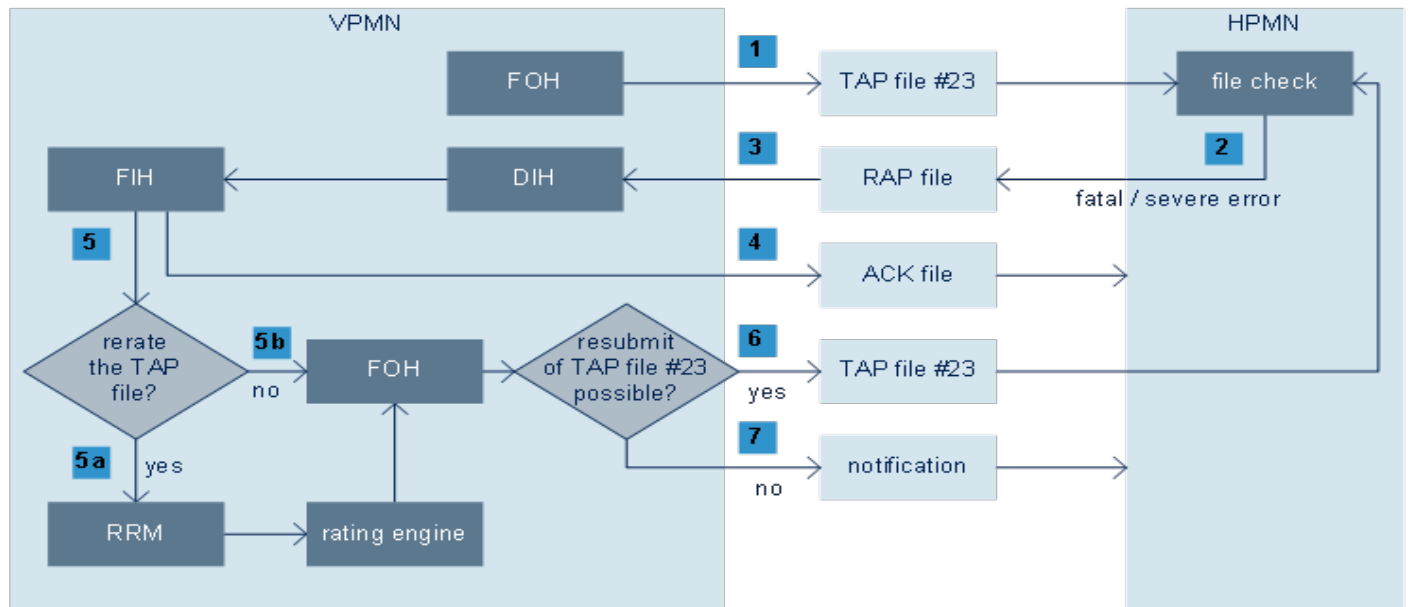 VPMN
HPMN
1
FOH
TAP file #23
file check
3
2
FIH
DIH
RAP file
fatal / severe error
5
4
ACK file
rerate
the TAP
file?
5b
no
FOH
resubmit
of TAP file #23
possible?
6
yes
TAP file #23
5a
yes
7
no
notification
RRM
rating engine